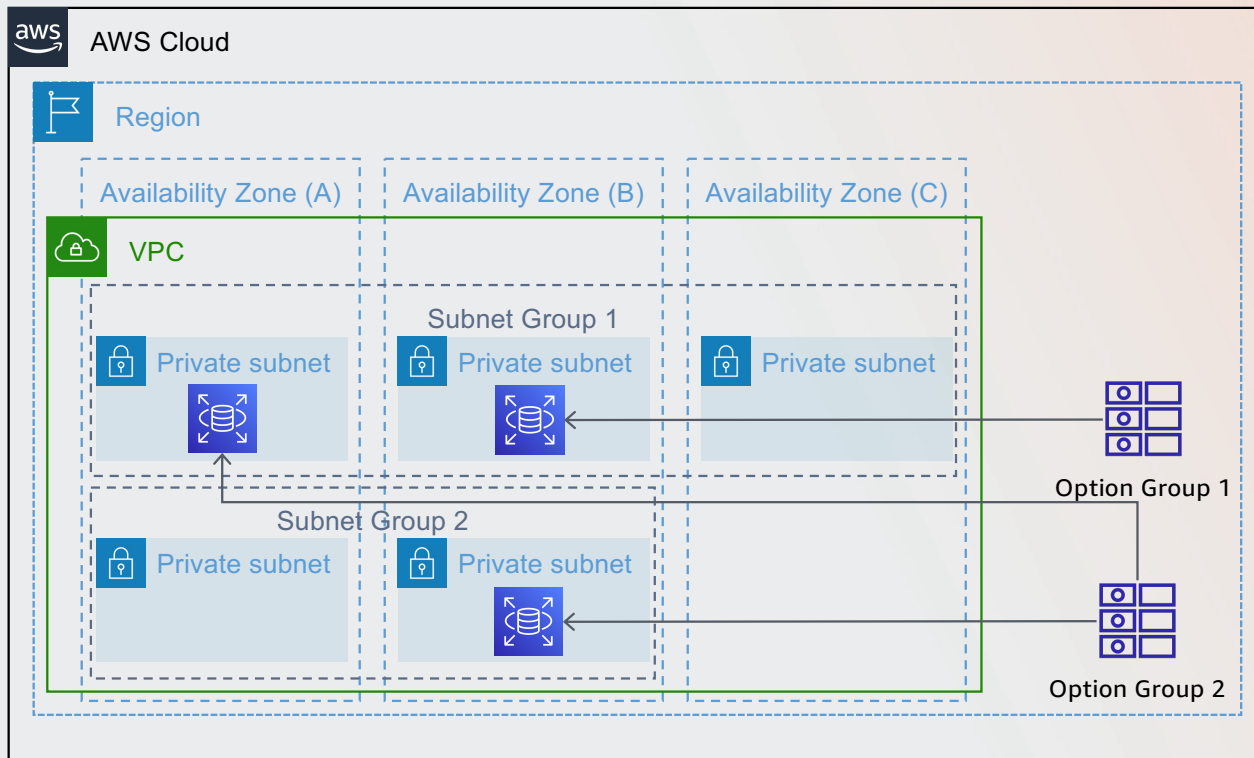 aws
AWS Cloud
Region
Availability Zone (A)
Availability Zone (B)
Availability Zone (C)
VPC
Subnet Group 1
Private subnet
Private subnet
Private subnet
Option Group 1
Subnet Group 2
Private subnet
Private subnet
Option Group 2